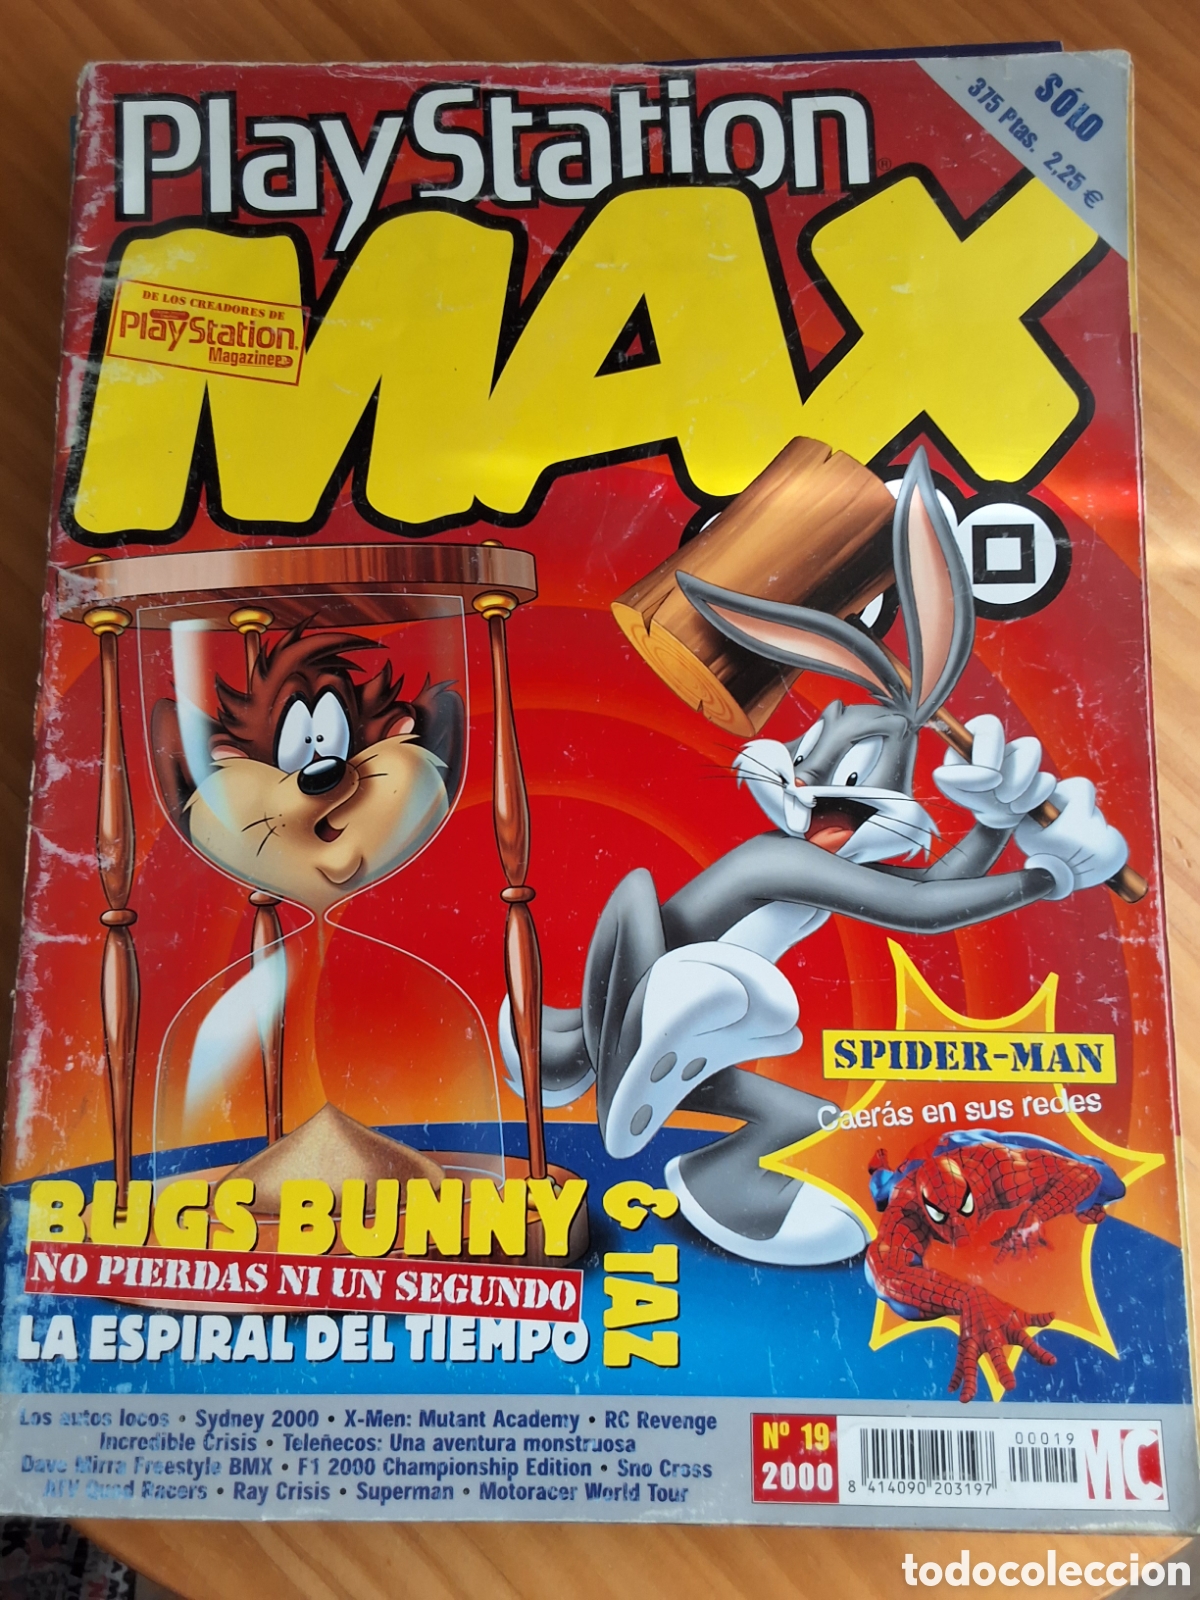 PlayStation®
MAX
SÓLO
375 Ptas. 2,25 €
DE LOS CREADORES DE
PlayStation
Magazine
SPIDER-MAN
Caerás en sus redes
BUGS BUNNY
& TAZ
NO PIERDAS NI UN SEGUNDO
LA ESPIRAL DEL TIEMPO
Los autos locos • Sydney 2000 • X-Men: Mutant Academy • RC Revenge
Incredible Crisis • Teleñecos: Una aventura monstruosa
Dave Mirra Freestyle BMX • F1 2000 Championship Edition • Sno Cross
ATV Quad Racers • Ray Crisis • Superman • Motoracer World Tour
Nº 19
2000
00019
8 414090 203197
MC
todocoleccion
todocoleccion